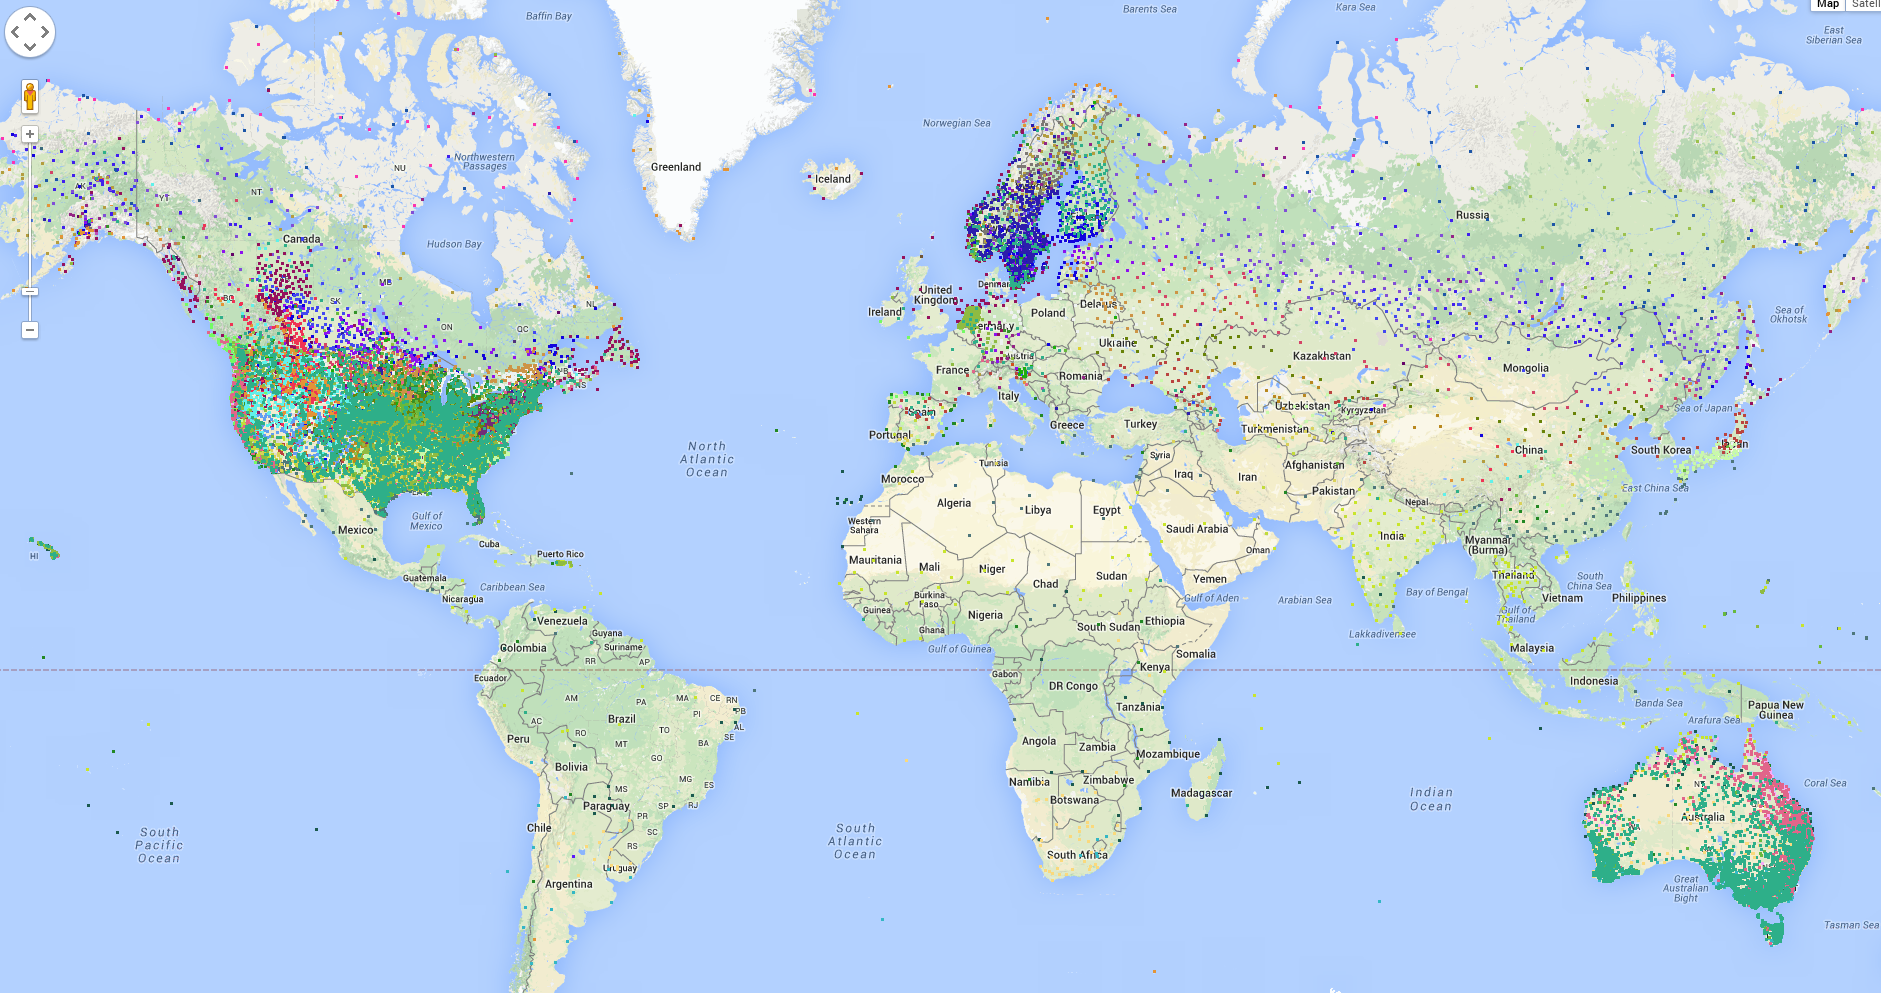 Map
Satell
Baffin Bay
Barents Sea
Kara Sea
East
Siberian Sea
Norwegian Sea
Northwestern
Passages
NU
Greenland
Iceland
AK
NT
YT
Russia
Canada
Hudson Bay
BC
SK
MB
ON
QC
NL
NB
NS
United
Kingdom
Ireland
Denmark
Belarus
Poland
Germany
Ukraine
Austria
France
Romania
Italy
Spain
Portugal
Greece
Turkey
Kazakhstan
Mongolia
Uzbekistan
Kyrgyzstan
Turkmenistan
Sea of
Okhotsk
Sea of Japan
Japan
South Korea
China
East China Sea
North
Atlantic
Ocean
Tunisia
Morocco
Syria
Iraq
Iran
Afghanistan
Pakistan
Nepal
Algeria
Libya
Egypt
Western
Sahara
Saudi Arabia
India
Myanmar
(Burma)
LA
Gulf of
Mexico
Mexico
HI
Cuba
Puerto Rico
Mauritania
Mali
Niger
Chad
Sudan
Oman
Yemen
Thailand
South
China Sea
Guatemala
Caribbean Sea
Nicaragua
Guinea
Burkina
Faso
Nigeria
Ghana
Gulf of Guinea
South Sudan
Ethiopia
Gulf of Aden
Arabian Sea
Bay of Bengal
Vietnam
Philippines
Gulf of
Thailand
Lakkadivensee
Malaysia
Venezuela
Guyana
Suriname
Colombia
RR
AP
Ecuador
Somalia
Kenya
Gabon
DR Congo
Tanzania
Indonesia
Banda Sea
Papua New
Guinea
Arafura Sea
AM
PA
MA
CE
RN
PB
PI
AL
SE
AC
Brazil
TO
RO
BA
Peru
MT
GO
Bolivia
MG
ES
MS
SP
RJ
Paraguay
PR
SC
RS
Chile
Uruguay
Argentina
Angola
Zambia
Mozambique
Namibia
Zimbabwe
Botswana
Madagascar
South Africa
Indian
Ocean
South
Pacific
Ocean
South
Atlantic
Ocean
Coral Sea
NT
WA
Australia
Great
Australian
Bight
Tasman Sea